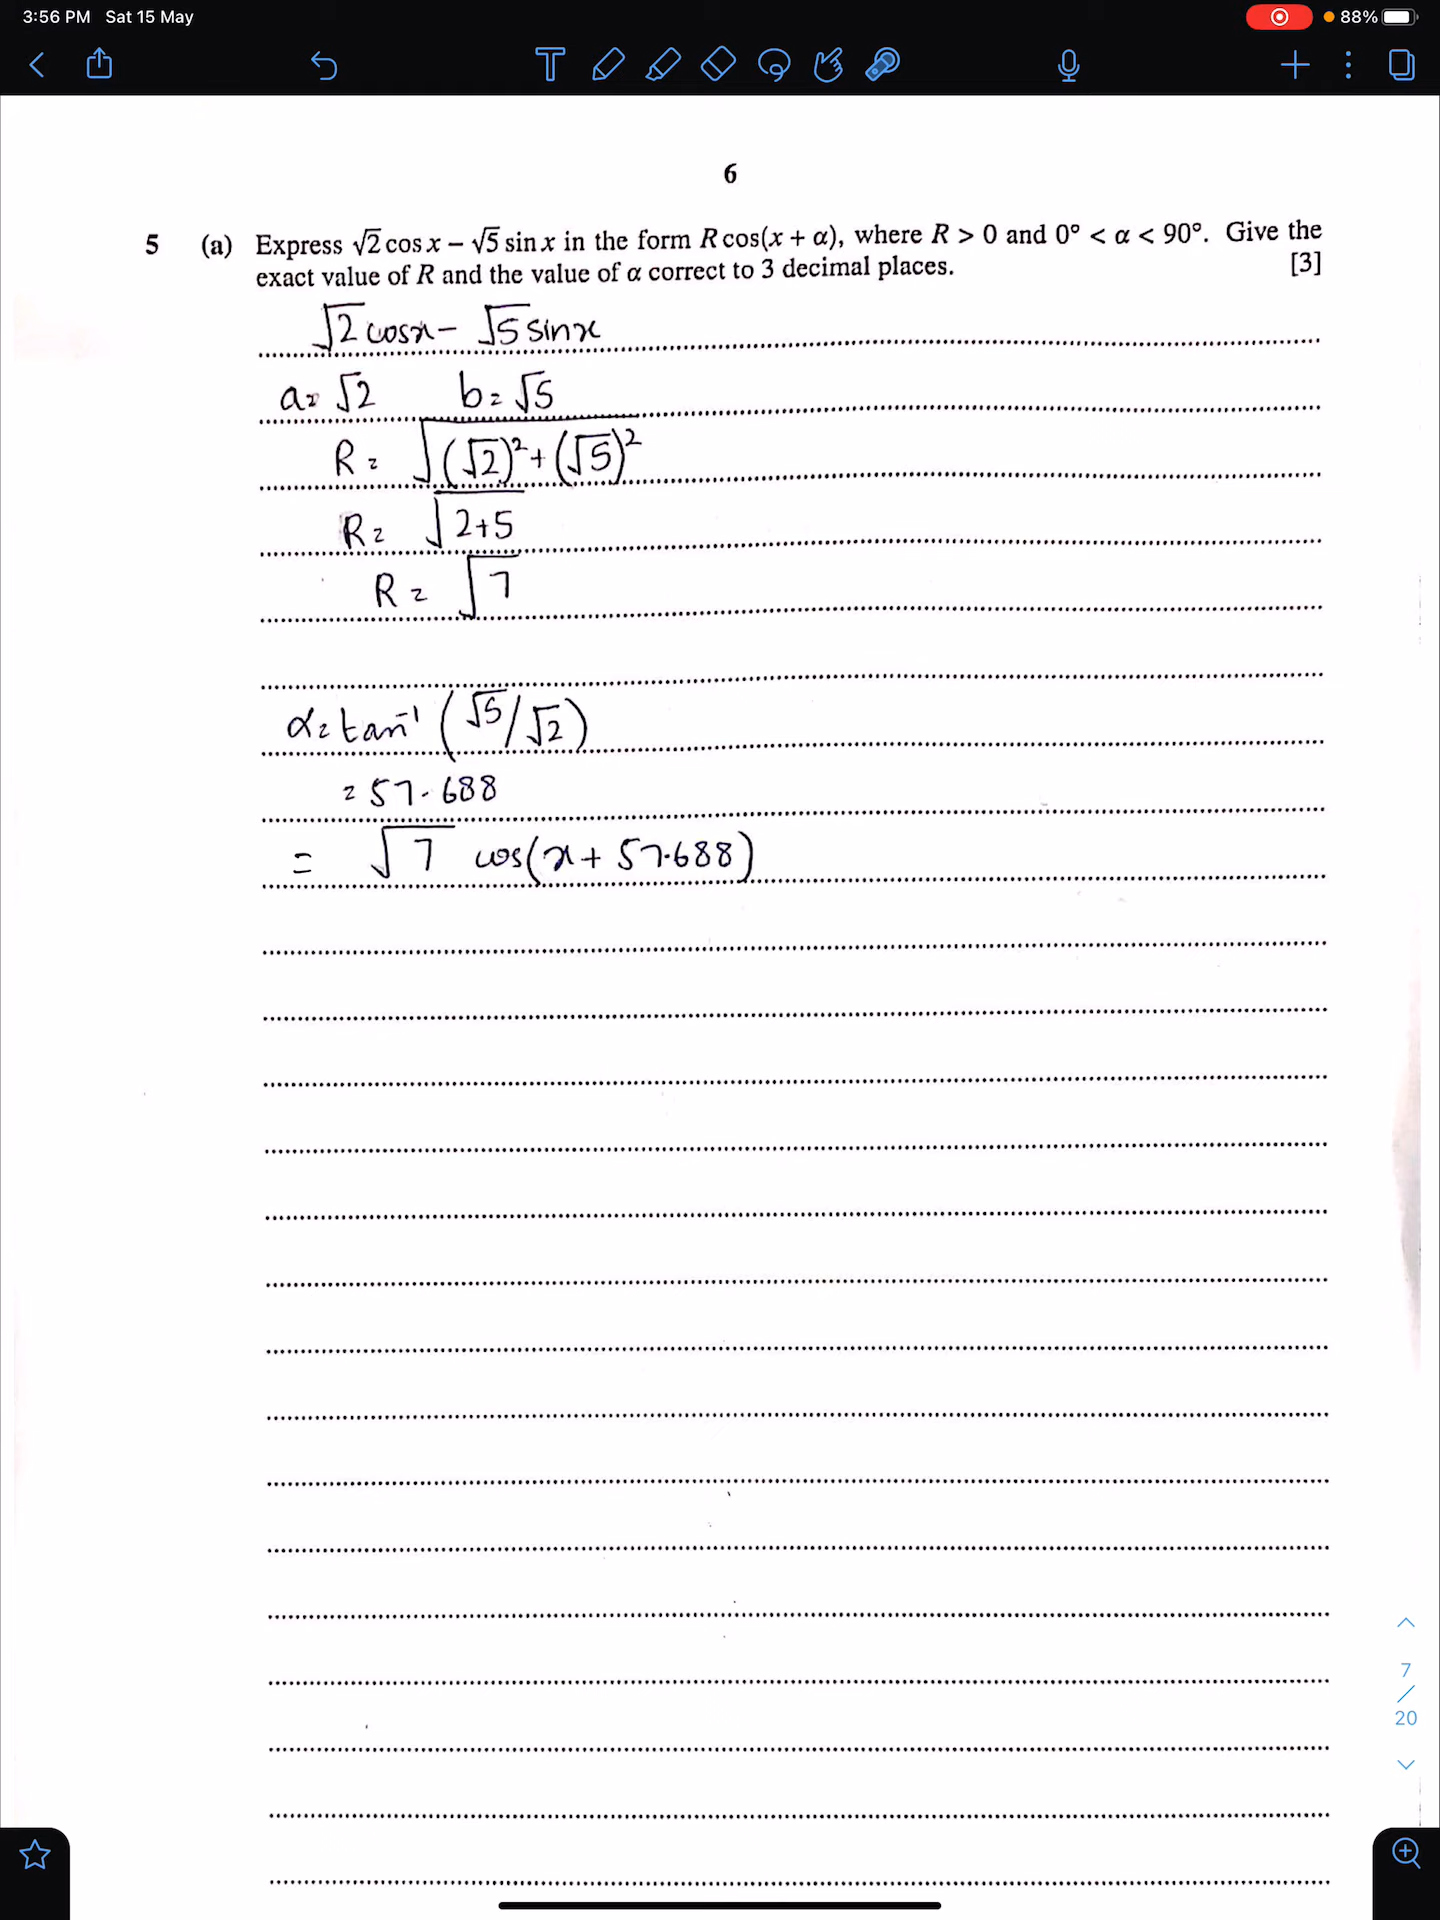 3:56 PM Sat 15 May
88%
6
5 (a) Express √2 cos x − √5 sin x in the form R cos(x + α), where R > 0 and 0° < α < 90°. Give the
exact value of R and the value of α correct to 3 decimal places. [3]
√2 cosx − √5 sinx
a = √2 b = √5
R = √((√2)² + (√5)²)
R = √(2+5)
R = √7
α = tan⁻¹ (√5/√2)
= 57.688
= √7 cos(x + 57.688)
7
/
20